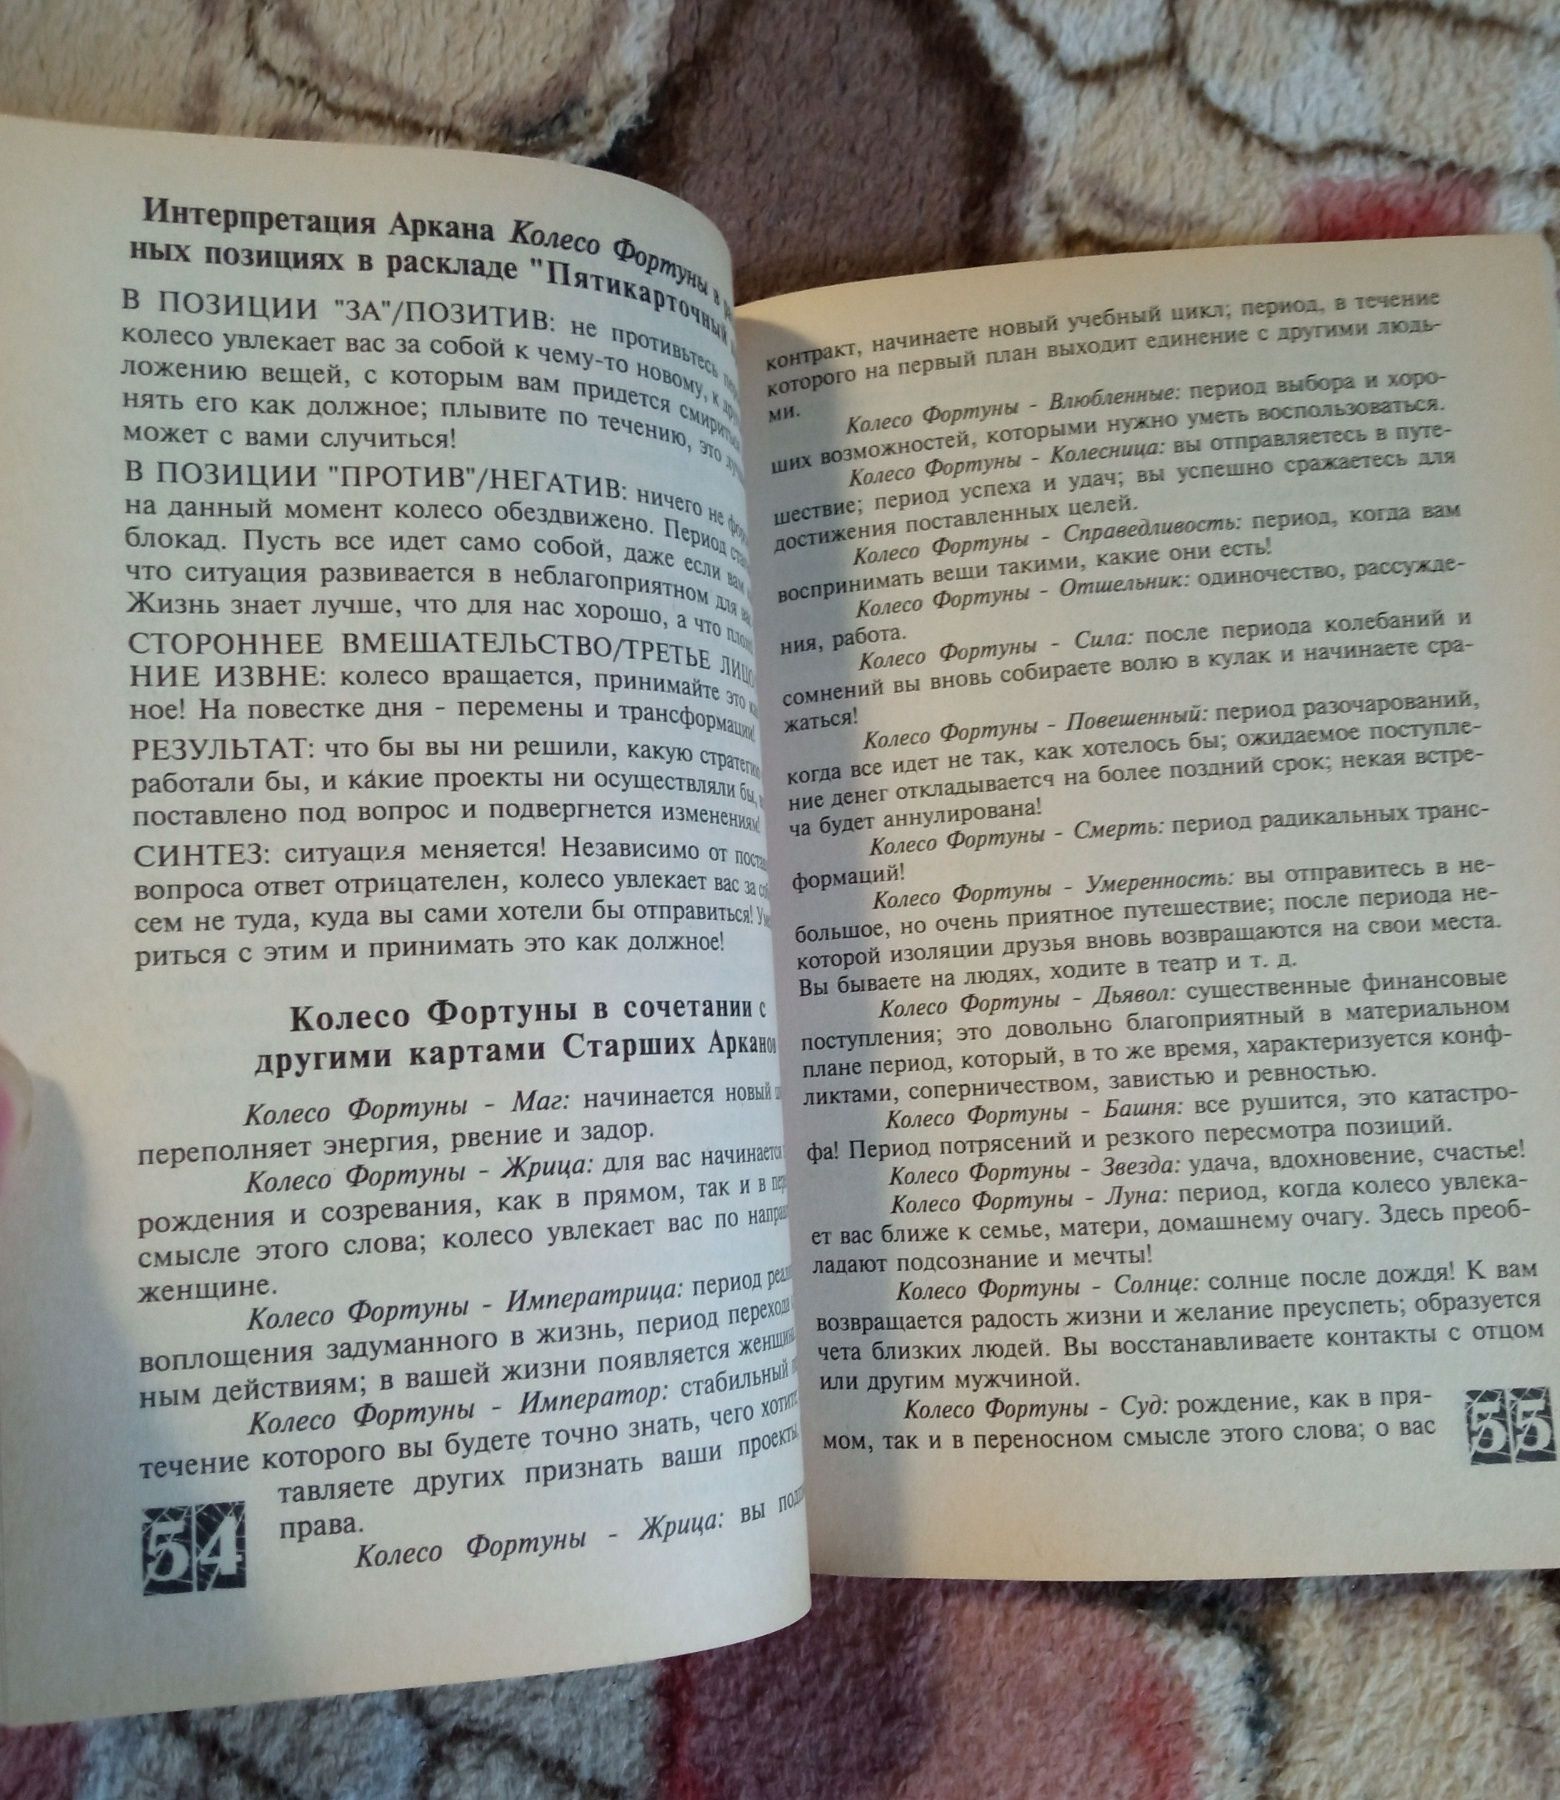 Интерпретация Аркана Колесо Фортуны в
ных позициях в раскладе "Пятикарточный
В ПОЗИЦИИ "ЗА"/ПОЗИТИВ: не противьтесь
колесо увлекает вас за собой к чему-то новому, к
ложению вещей, с которым вам придется смириться
нять его как должное; плывите по течению, это
может с вами случиться!
В ПОЗИЦИИ "ПРОТИВ"/НЕГАТИВ: ничего не
на данный момент колесо обездвижено. Период
блокад. Пусть все идет само собой, даже если вам
что ситуация развивается в неблагоприятном для
Жизнь знает лучше, что для нас хорошо, а что
СТОРОННЕЕ ВМЕШАТЕЛЬСТВО/ТРЕТЬЕ ЛИЦО
НИЕ ИЗВНЕ: колесо вращается, принимайте это
ное! На повестке дня - перемены и трансформации!
РЕЗУЛЬТАТ: что бы вы ни решили, какую стратегию
работали бы, и какие проекты ни осуществляли бы,
поставлено под вопрос и подвергнется изменениям!
СИНТЕЗ: ситуация меняется! Независимо от
вопроса ответ отрицателен, колесо увлекает вас за
сем не туда, куда вы сами хотели бы отправиться!
риться с этим и принимать это как должное!
Колесо Фортуны в сочетании с
другими картами Старших Арканов
Колесо Фортуны - Маг: начинается новый
переполняет энергия, рвение и задор.
Колесо Фортуны - Жрица: для вас начинается
рождения и созревания, как в прямом, так и в
смысле этого слова; колесо увлекает вас по
женщине.
Колесо Фортуны - Императрица: период
воплощения задуманного в жизнь, период перехода
ным действиям; в вашей жизни появляется
Колесо Фортуны - Император: стабильный
течение которого вы будете точно знать, чего
тавляете других признать ваши проекты,
права.
Колесо Фортуны - Жрица: вы
54
контракт, начинаете новый учебный цикл; период, в течение
которого на первый план выходит единение с другими людь-
ми.
Колесо Фортуны - Влюбленные: период выбора и хоро-
ших возможностей, которыми нужно уметь воспользоваться.
Колесо Фортуны - Колесница: вы отправляетесь в путе-
шествие; период успеха и удач; вы успешно сражаетесь для
достижения поставленных целей.
Колесо Фортуны - Справедливость: период, когда вам
воспринимать вещи такими, какие они есть!
Колесо Фортуны - Отшельник: одиночество, рассужде-
ния, работа.
Колесо Фортуны - Сила: после периода колебаний и
сомнений вы вновь собираете волю в кулак и начинаете сра-
жаться!
Колесо Фортуны - Повешенный: период разочарований,
когда все идет не так, как хотелось бы; ожидаемое поступле-
ние денег откладывается на более поздний срок; некая встре-
ча будет аннулирована!
Колесо Фортуны - Смерть: период радикальных транс-
формаций!
Колесо Фортуны - Умеренность: вы отправитесь в не-
большое, но очень приятное путешествие; после периода не-
которой изоляции друзья вновь возвращаются на свои места.
Вы бываете на людях, ходите в театр и т. д.
Колесо Фортуны - Дьявол: существенные финансовые
поступления; это довольно благоприятный в материальном
плане период, который, в то же время, характеризуется конф-
ликтами, соперничеством, завистью и ревностью.
Колесо Фортуны - Башня: все рушится, это катастро-
фа! Период потрясений и резкого пересмотра позиций.
Колесо Фортуны - Звезда: удача, вдохновение, счастье!
Колесо Фортуны - Луна: период, когда колесо увлека-
ет вас ближе к семье, матери, домашнему очагу. Здесь преоб-
ладают подсознание и мечты!
Колесо Фортуны - Солнце: солнце после дождя! К вам
возвращается радость жизни и желание преуспеть; образуется
чета близких людей. Вы восстанавливаете контакты с отцом
или другим мужчиной.
Колесо Фортуны - Суд: рождение, как в пря-
мом, так и в переносном смысле этого слова; о вас
55